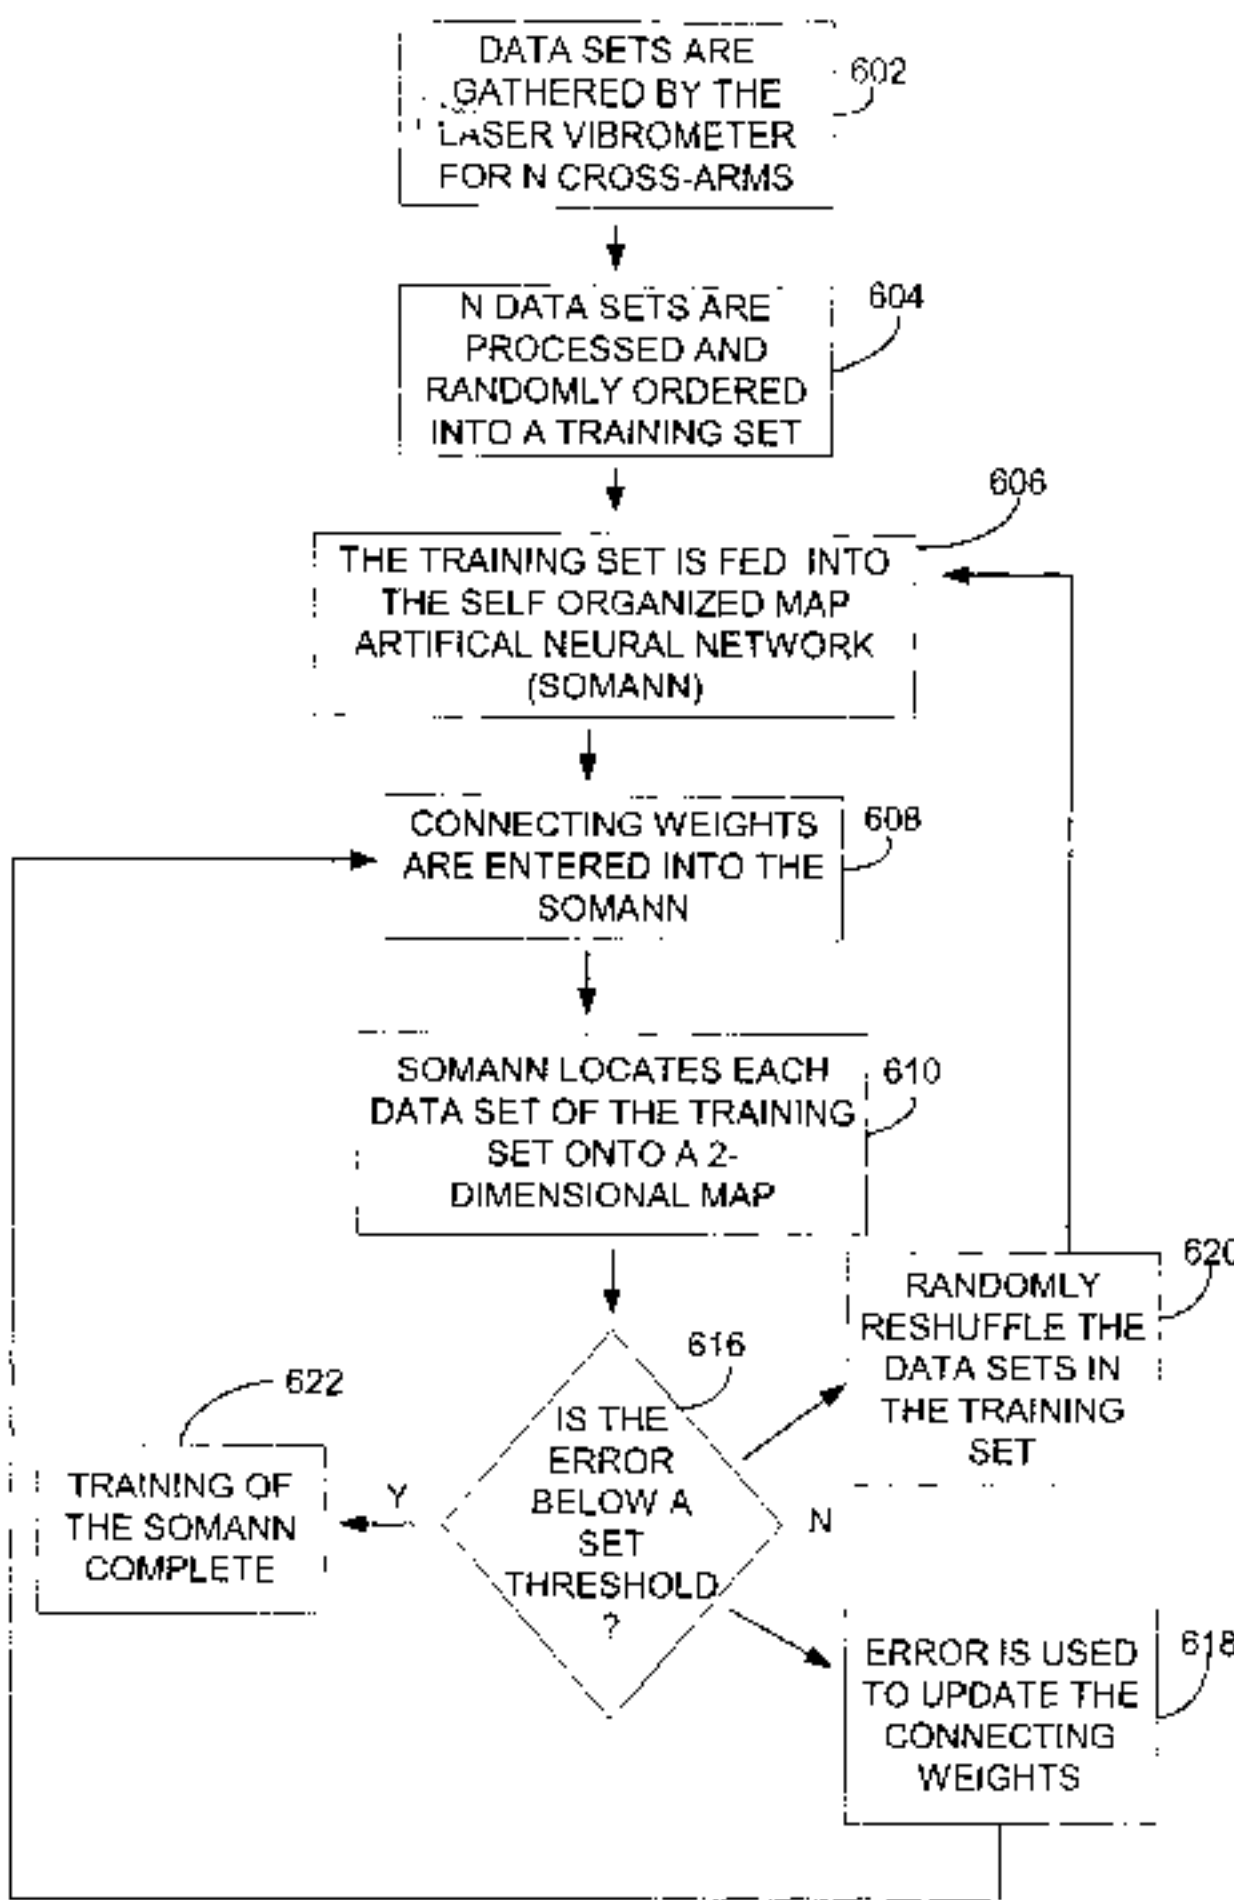 DATA SETS ARE
GATHERED BY THE
LASER VIBROMETER
FOR N CROSS-ARMS
602
N DATA SETS ARE
PROCESSED AND
RANDOMLY ORDERED
INTO A TRAINING SET
604
THE TRAINING SET IS FED INTO
THE SELF ORGANIZED MAP
ARTIFICAL NEURAL NETWORK
(SOMANN)
606
CONNECTING WEIGHTS
ARE ENTERED INTO THE
SOMANN
608
SOMANN LOCATES EACH
DATA SET OF THE TRAINING
SET ONTO A 2-
DIMENSIONAL MAP
610
IS THE
ERROR
BELOW A
SET
THRESHOLD
?
616
Y
N
TRAINING OF
THE SOMANN
COMPLETE
622
RANDOMLY
RESHUFFLE THE
DATA SETS IN
THE TRAINING
SET
620
ERROR IS USED
TO UPDATE THE
CONNECTING
WEIGHTS
618